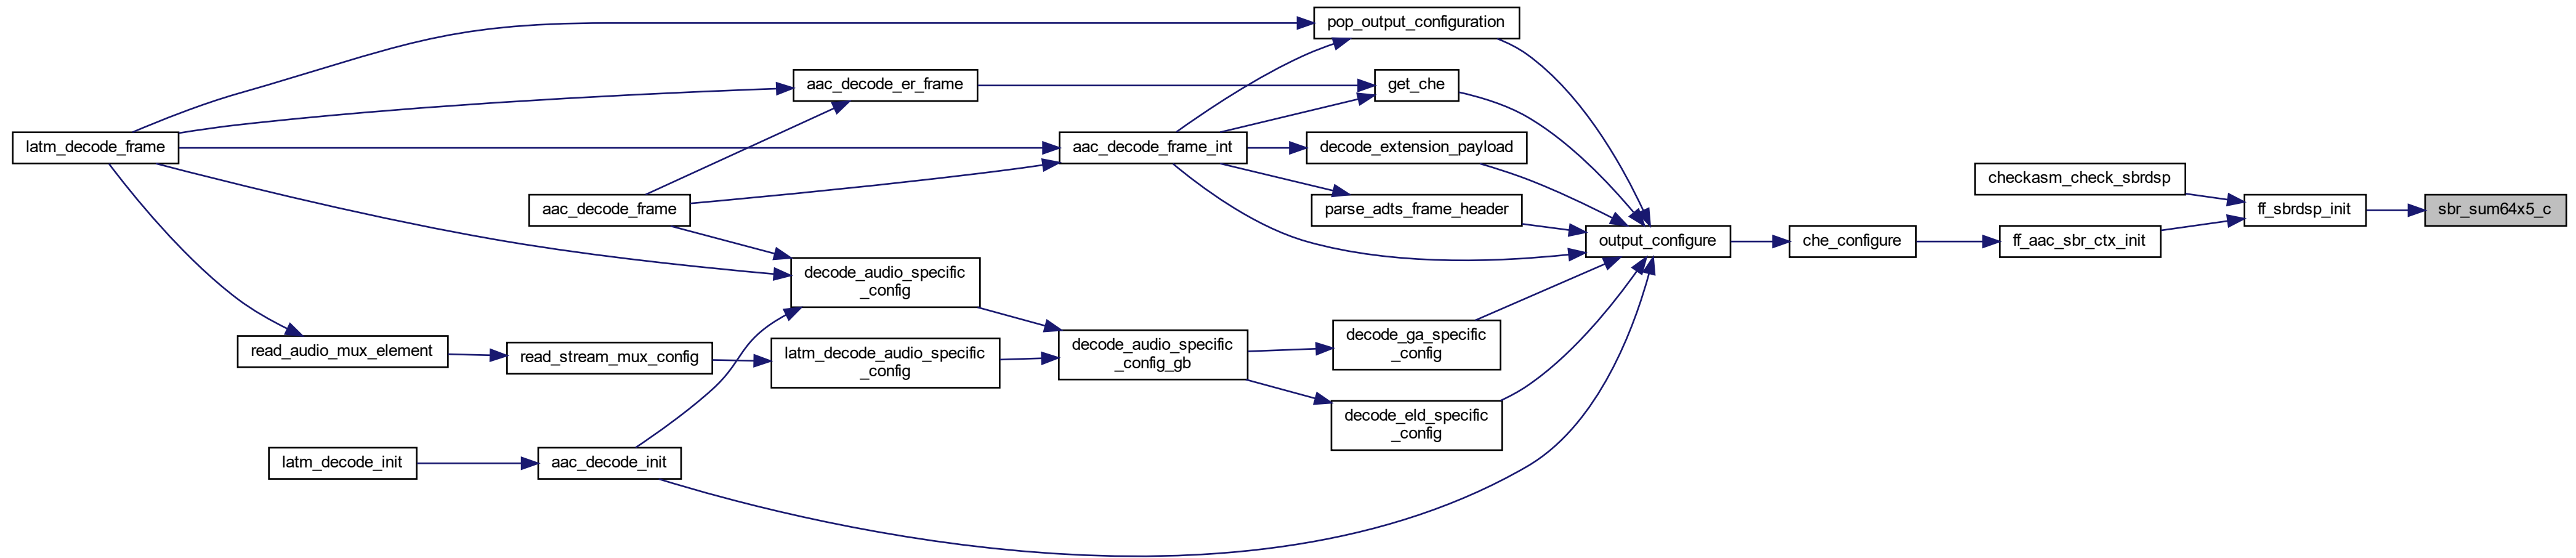 pop_output_configuration
aac_decode_er_frame
get_che
latm_decode_frame
aac_decode_frame_int
decode_extension_payload
checkasm_check_sbrdsp
aac_decode_frame
parse_adts_frame_header
ff_sbrdsp_init
sbr_sum64x5_c
output_configure
che_configure
ff_aac_sbr_ctx_init
decode_audio_specific
_config
read_audio_mux_element
read_stream_mux_config
latm_decode_audio_specific
_config
decode_audio_specific
_config_gb
decode_ga_specific
_config
decode_eld_specific
_config
latm_decode_init
aac_decode_init